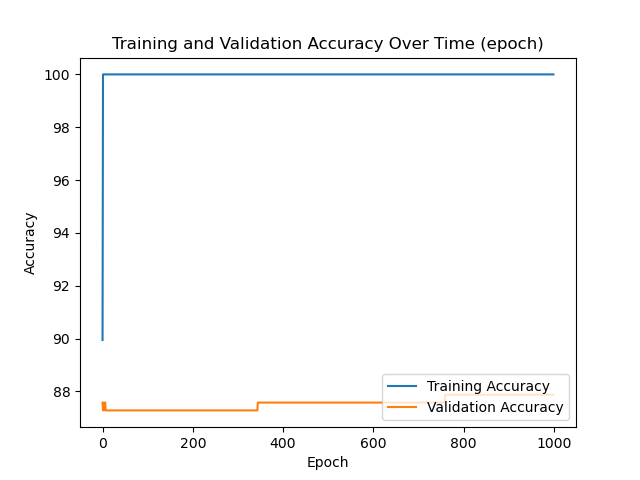 Training and Validation Accuracy Over Time (epoch)
100
98
96
94
92
90
88
Accuracy
Training Accuracy
Validation Accuracy
0 200 400 600 800 1000
Epoch